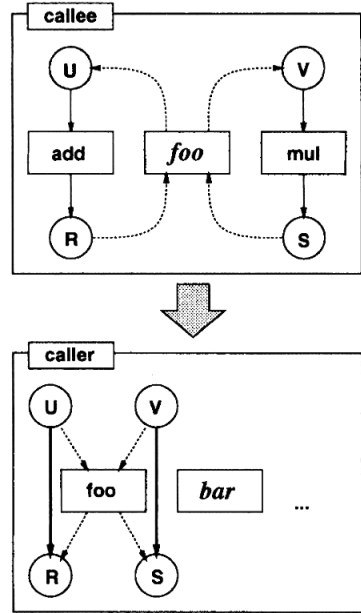 callee
U V
add foo mul
R S
caller
U V
foo bar ...
R S